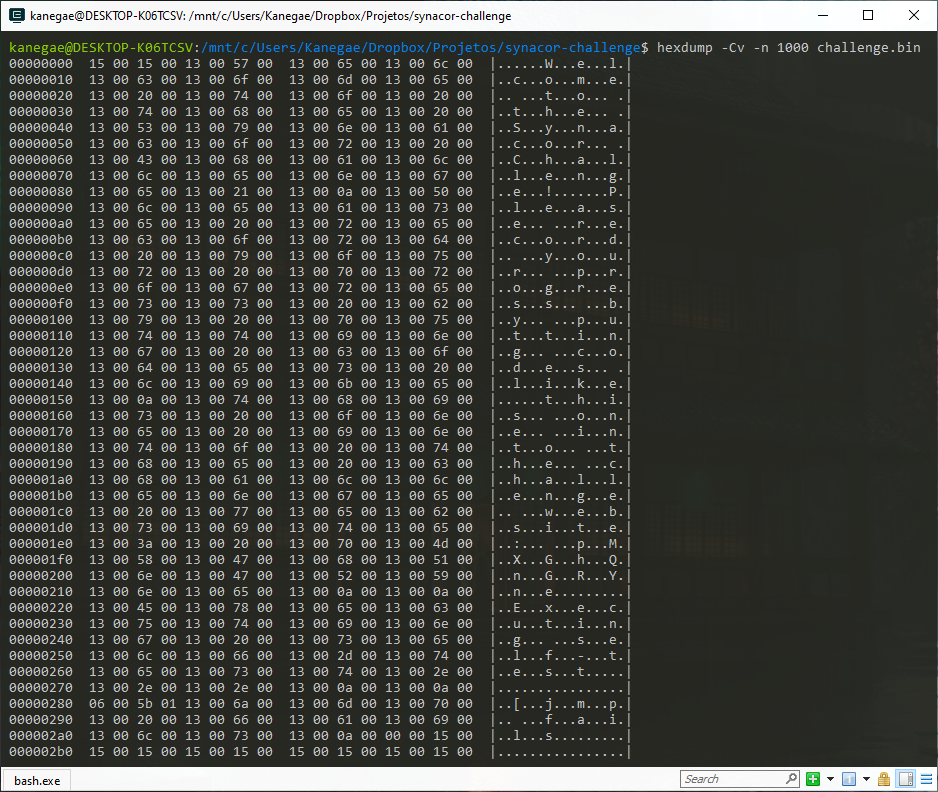 kanegae@DESKTOP-K06TCSV: /mnt/c/Users/Kanegae/Dropbox/Projetos/synacor-challenge
kanegae@DESKTOP-K06TCSV:/mnt/c/Users/Kanegae/Dropbox/Projetos/synacor-challenge$ hexdump -Cv -n 1000 challenge.bin
00000000  15 00 15 00 13 00 57 00  13 00 65 00 13 00 6c 00  |......W...e...l.|
00000010  13 00 63 00 13 00 6f 00  13 00 6d 00 13 00 65 00  |..c...o...m...e.|
00000020  13 00 20 00 13 00 74 00  13 00 6f 00 13 00 20 00  |.. ...t...o... .|
00000030  13 00 74 00 13 00 68 00  13 00 65 00 13 00 20 00  |..t...h...e... .|
00000040  13 00 53 00 13 00 79 00  13 00 6e 00 13 00 61 00  |..S...y...n...a.|
00000050  13 00 63 00 13 00 6f 00  13 00 72 00 13 00 20 00  |..c...o...r... .|
00000060  13 00 43 00 13 00 68 00  13 00 61 00 13 00 6c 00  |..C...h...a...l.|
00000070  13 00 6c 00 13 00 65 00  13 00 6e 00 13 00 67 00  |..l...e...n...g.|
00000080  13 00 65 00 13 00 21 00  13 00 0a 00 13 00 50 00  |..e...!.......P.|
00000090  13 00 6c 00 13 00 65 00  13 00 61 00 13 00 73 00  |..l...e...a...s.|
000000a0  13 00 65 00 13 00 20 00  13 00 72 00 13 00 65 00  |..e... ...r...e.|
000000b0  13 00 63 00 13 00 6f 00  13 00 72 00 13 00 64 00  |..c...o...r...d.|
000000c0  13 00 20 00 13 00 79 00  13 00 6f 00 13 00 75 00  |.. ...y...o...u.|
000000d0  13 00 72 00 13 00 20 00  13 00 70 00 13 00 72 00  |..r... ...p...r.|
000000e0  13 00 6f 00 13 00 67 00  13 00 72 00 13 00 65 00  |..o...g...r...e.|
000000f0  13 00 73 00 13 00 73 00  13 00 20 00 13 00 62 00  |..s...s... ...b.|
00000100  13 00 79 00 13 00 20 00  13 00 70 00 13 00 75 00  |..y... ...p...u.|
00000110  13 00 74 00 13 00 74 00  13 00 69 00 13 00 6e 00  |..t...t...i...n.|
00000120  13 00 67 00 13 00 20 00  13 00 63 00 13 00 6f 00  |..g... ...c...o.|
00000130  13 00 64 00 13 00 65 00  13 00 73 00 13 00 20 00  |..d...e...s... .|
00000140  13 00 6c 00 13 00 69 00  13 00 6b 00 13 00 65 00  |..l...i...k...e.|
00000150  13 00 0a 00 13 00 74 00  13 00 68 00 13 00 69 00  |......t...h...i.|
00000160  13 00 73 00 13 00 20 00  13 00 6f 00 13 00 6e 00  |..s... ...o...n.|
00000170  13 00 65 00 13 00 20 00  13 00 69 00 13 00 6e 00  |..e... ...i...n.|
00000180  13 00 74 00 13 00 6f 00  13 00 20 00 13 00 74 00  |..t...o... ...t.|
00000190  13 00 68 00 13 00 65 00  13 00 20 00 13 00 63 00  |..h...e... ...c.|
000001a0  13 00 68 00 13 00 61 00  13 00 6c 00 13 00 6c 00  |..h...a...l...l.|
000001b0  13 00 65 00 13 00 6e 00  13 00 67 00 13 00 65 00  |..e...n...g...e.|
000001c0  13 00 20 00 13 00 77 00  13 00 65 00 13 00 62 00  |.. ...w...e...b.|
000001d0  13 00 73 00 13 00 69 00  13 00 74 00 13 00 65 00  |..s...i...t...e.|
000001e0  13 00 3a 00 13 00 20 00  13 00 70 00 13 00 4d 00  |..:... ...p...M.|
000001f0  13 00 58 00 13 00 47 00  13 00 68 00 13 00 51 00  |..X...G...h...Q.|
00000200  13 00 6e 00 13 00 47 00  13 00 52 00 13 00 59 00  |..n...G...R...Y.|
00000210  13 00 6e 00 13 00 65 00  13 00 0a 00 13 00 0a 00  |..n...e.........|
00000220  13 00 45 00 13 00 78 00  13 00 65 00 13 00 63 00  |..E...x...e...c.|
00000230  13 00 75 00 13 00 74 00  13 00 69 00 13 00 6e 00  |..u...t...i...n.|
00000240  13 00 67 00 13 00 20 00  13 00 73 00 13 00 65 00  |..g... ...s...e.|
00000250  13 00 6c 00 13 00 66 00  13 00 2d 00 13 00 74 00  |..l...f...-...t.|
00000260  13 00 65 00 13 00 73 00  13 00 74 00 13 00 2e 00  |..e...s...t.....|
00000270  13 00 2e 00 13 00 2e 00  13 00 0a 00 13 00 0a 00  |................|
00000280  06 00 5b 01 13 00 6a 00  13 00 6d 00 13 00 70 00  |..[...j...m...p.|
00000290  13 00 20 00 13 00 66 00  13 00 61 00 13 00 69 00  |.. ...f...a...i.|
000002a0  13 00 6c 00 13 00 73 00  13 00 0a 00 00 00 15 00  |..l...s.........|
000002b0  15 00 15 00 15 00 15 00  15 00 15 00 15 00 15 00  |................|
bash.exe
Search